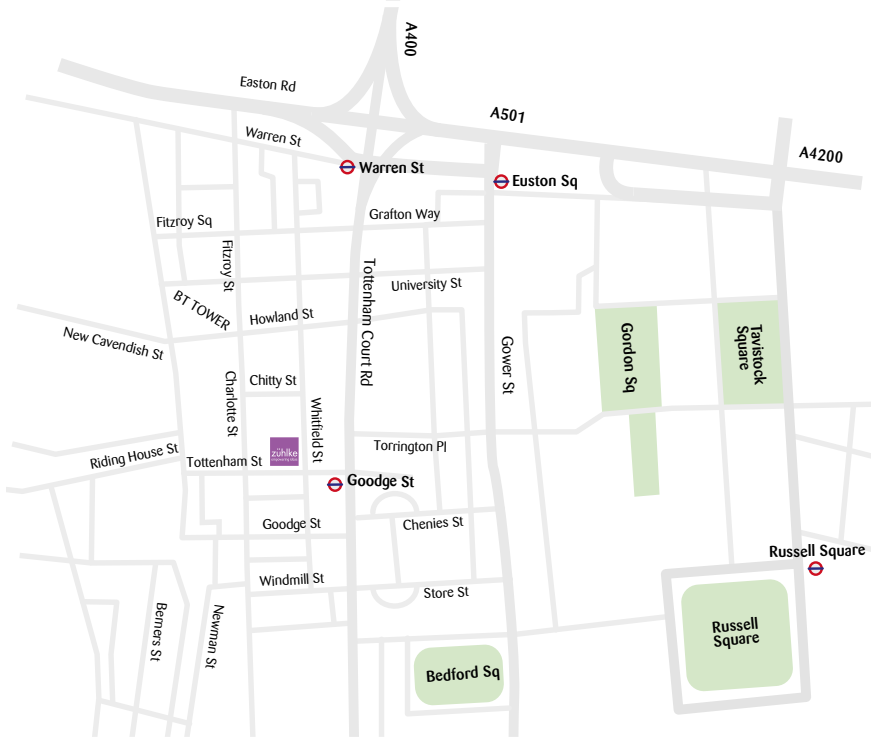 A400
Easton Rd
A501
Warren St
A4200
Warren St
Euston Sq
Grafton Way
Fitzroy Sq
Fitzroy St
Tottenham Court Rd
University St
BT TOWER
Howland St
New Cavendish St
Gower St
Gordon Sq
Tavistock
Square
Chitty St
Charlotte St
Whitfield St
Torrington Pl
Riding House St
Tottenham St
zühlke
Goodge St
Goodge St
Chenies St
Russell Square
Windmill St
Store St
Berners St
Newman St
Russell
Square
Bedford Sq